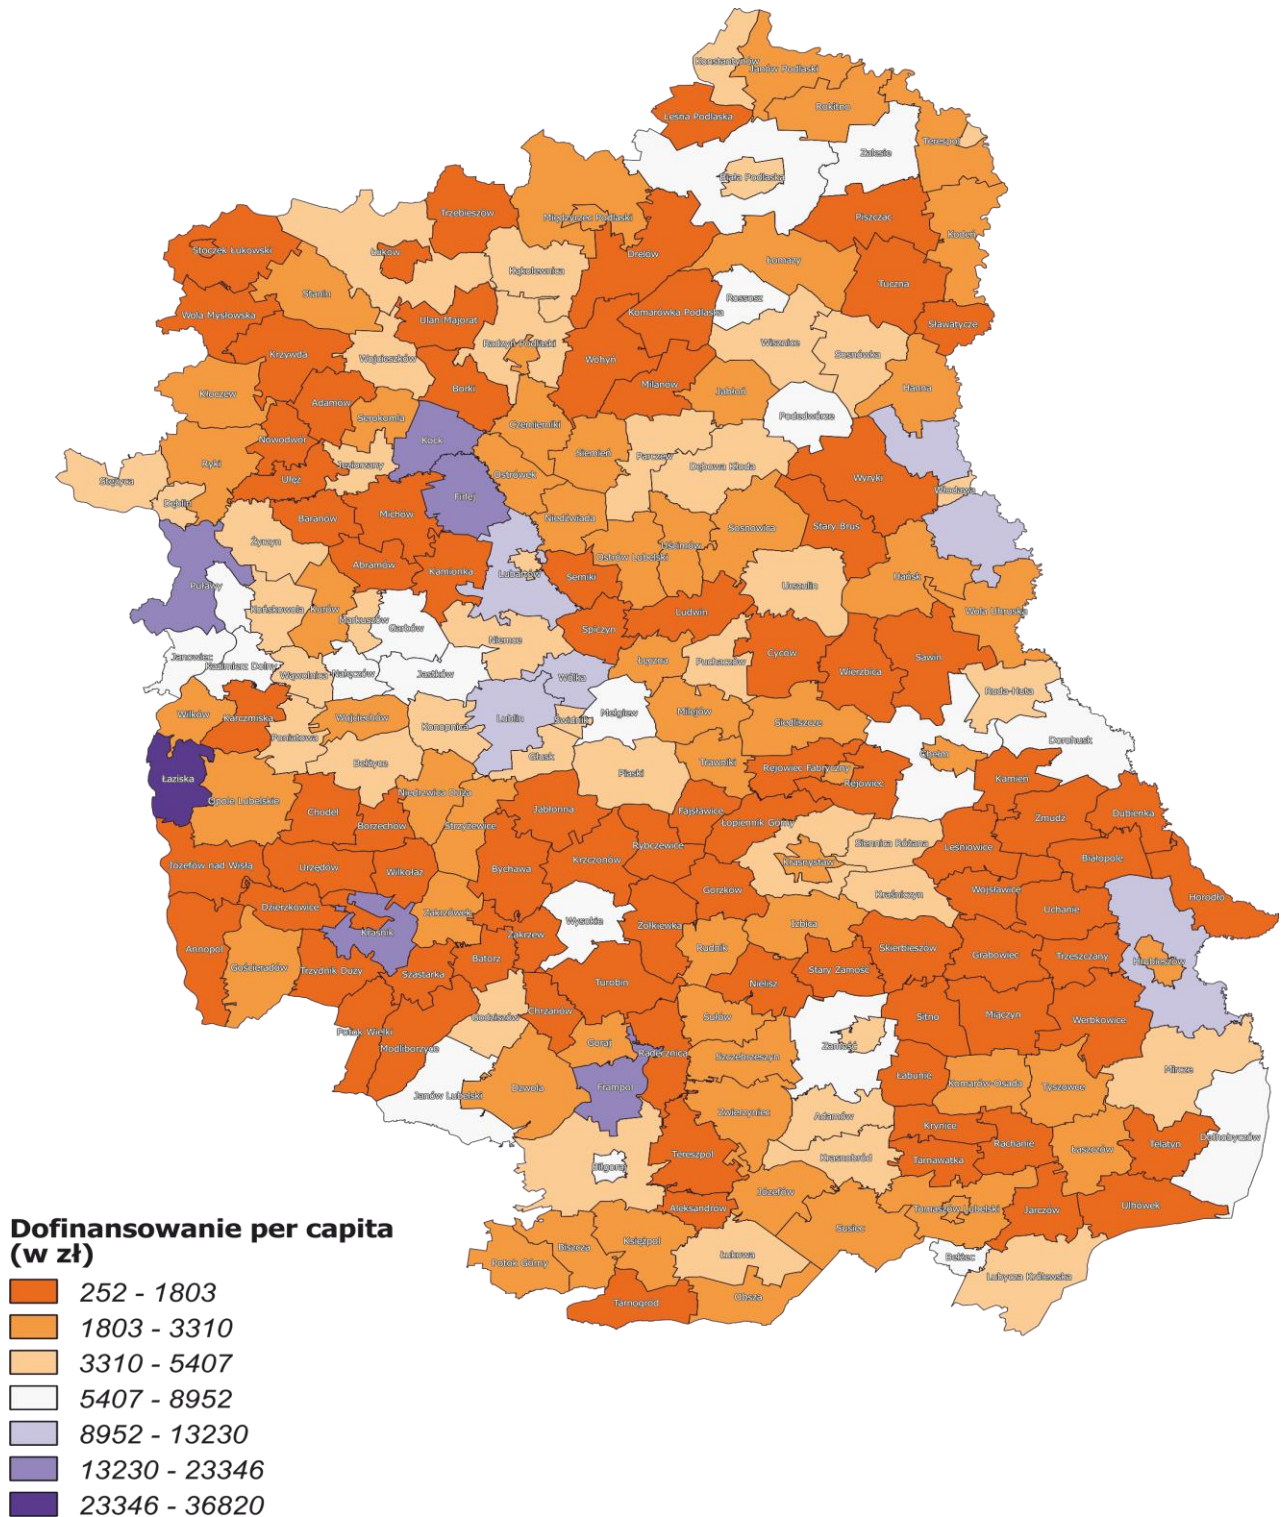 Konstantynów
Janów Podlaski
Rokitno
Leśna Podlaska
Terespol
Zalesie
Biała Podlaska
Trzebieszów
Międzyrzec Podlaski
Piszczac
Kodeń
Stoczek Łukowski
Łuków
Drelów
Łomazy
Kąkolewnica
Tuczna
Stanin
Rossosz
Wola Mysłowska
Ulan-Majorat
Komarówka Podlaska
Sławatycze
Radzyń Podlaski
Wisznice
Krzywda
Wojcieszków
Wohyń
Sosnówka
Kłoczew
Borki
Milanów
Jabłoń
Hanna
Adamów
Serokomla
Czemierniki
Podedwórze
Nowodwór
Kock
Siemień
Ryki
Jeziorzany
Parczew
Dębowa Kłoda
Stężyca
Ułęż
Ostrówek
Wyryki
Dęblin
Firlej
Włodawa
Baranów
Michów
Niedźwiada
Sosnowica
Stary Brus
Żyrzyn
Uścimów
Ostrów Lubelski
Abramów
Kamionka
Lubartów
Serniki
Puławy
Urszulin
Hańsk
Końskowola
Kurów
Ludwin
Wola Uhruska
Markuszów
Garbów
Spiczyn
Niemce
Janowiec
Kazimierz Dolny
Wąwolnica
Nałęczów
Jastków
Wólka
Łęczna
Puchaczów
Cyców
Wierzbica
Sawin
Ruda-Huta
Wilków
Karczmiska
Wojciechów
Konopnica
Lublin
Świdnik
Mełgiew
Milejów
Siedliszcze
Poniatowa
Dorohusk
Bełżyce
Głusk
Chełm
Łaziska
Piaski
Trawniki
Rejowiec Fabryczny
Rejowiec
Kamień
Opole Lubelskie
Niedrzwica Duża
Chodel
Borzechów
Strzyżewice
Jabłonna
Fajsławice
Łopiennik Górny
Żmudź
Dubienka
Rybczewice
Siennica Różana
Leśniowice
Józefów nad Wisłą
Urzędów
Wilkołaz
Bychawa
Krzczonów
Krasnystaw
Białopole
Gorzków
Kraśniczyn
Wojsławice
Horodło
Dzierzkowice
Zakrzówek
Uchanie
Annopol
Kraśnik
Wysokie
Żółkiewka
Izbica
Zakrzew
Rudnik
Skierbieszów
Grabowiec
Trzeszczany
Hrubieszów
Gościeradów
Trzydnik Duży
Szastarka
Batorz
Turobin
Nielisz
Stary Zamość
Godziszów
Chrzanów
Sułów
Sitno
Miączyn
Werbkowice
Potok Wielki
Modliborzyce
Goraj
Radecznica
Zamość
Szczebrzeszyn
Mircze
Janów Lubelski
Dzwola
Frampol
Łabunie
Komarów-Osada
Tyszowce
Zwierzyniec
Adamów
Krynice
Rachanie
Telatyn
Dołhobyczów
Biłgoraj
Tereszpol
Krasnobród
Tarnawatka
Łaszczów
Józefów
Aleksandrów
Tomaszów Lubelski
Jarczów
Ulhówek
Susiec
Potok Górny
Biszcza
Księżpol
Łukowa
Bełżec
Lubycza Królewska
Tarnogród
Obsza
Dofinansowanie per capita
(w zł)
252 - 1803
1803 - 3310
3310 - 5407
5407 - 8952
8952 - 13230
13230 - 23346
23346 - 36820